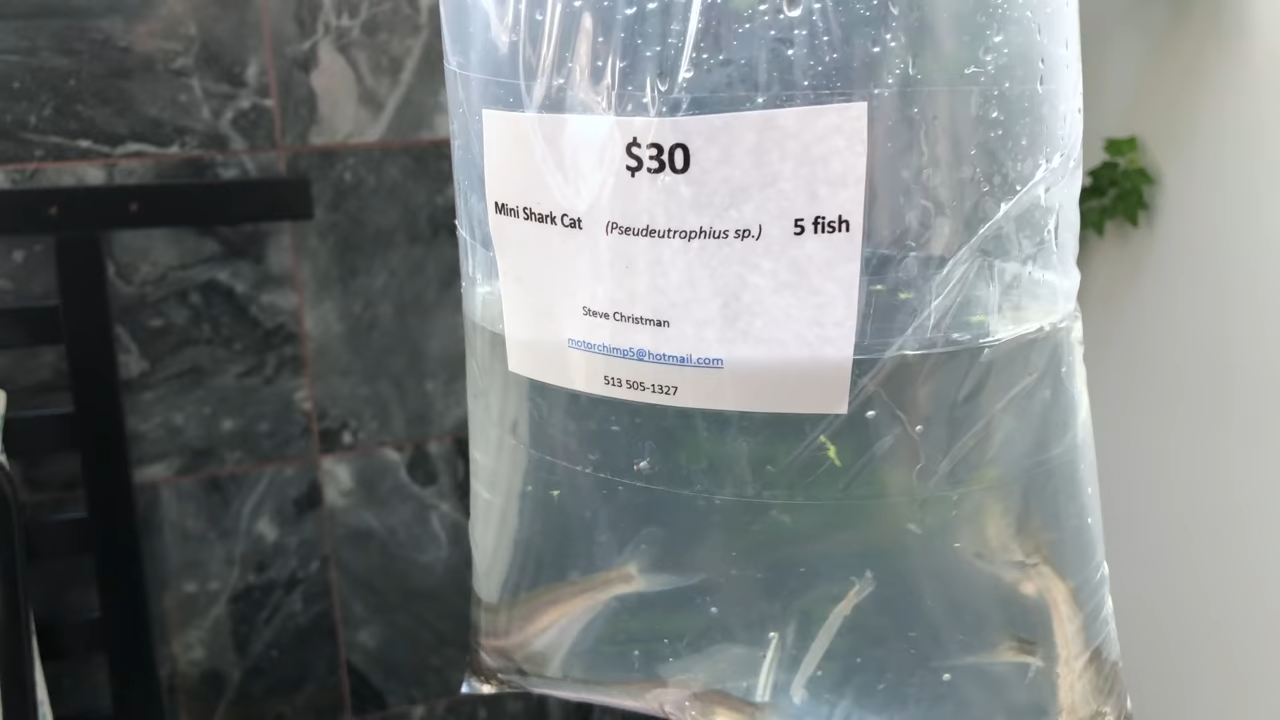 $30
Mini Shark Cat (Pseudeutrophius sp.) 5 fish
Steve Christman
motorchimp5@hotmail.com
513 505-1327